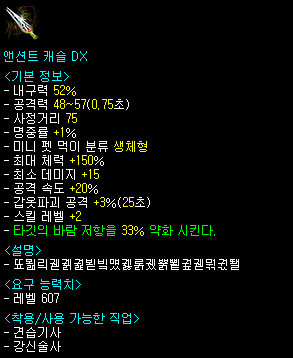 앤션트 캐슬 DX
<기본 정보>
- 내구력 52%
- 공격력 48~57(0.75초)
- 사정거리 75
- 명중률 +1%
- 미니 펫 먹이 분류 생체형
- 최대 체력 +150%
- 최소 데미지 +15
- 공격 속도 +20%
- 갑옷파괴 공격 +3%(25초)
- 스킬 레벨 +2
- 타깃의 바람 저항을 33% 약화 시킨다.
<설명>
<요구 능력치>
- 레벨 607
<착용/사용 가능한 직업>
- 견습기사
- 강신술사